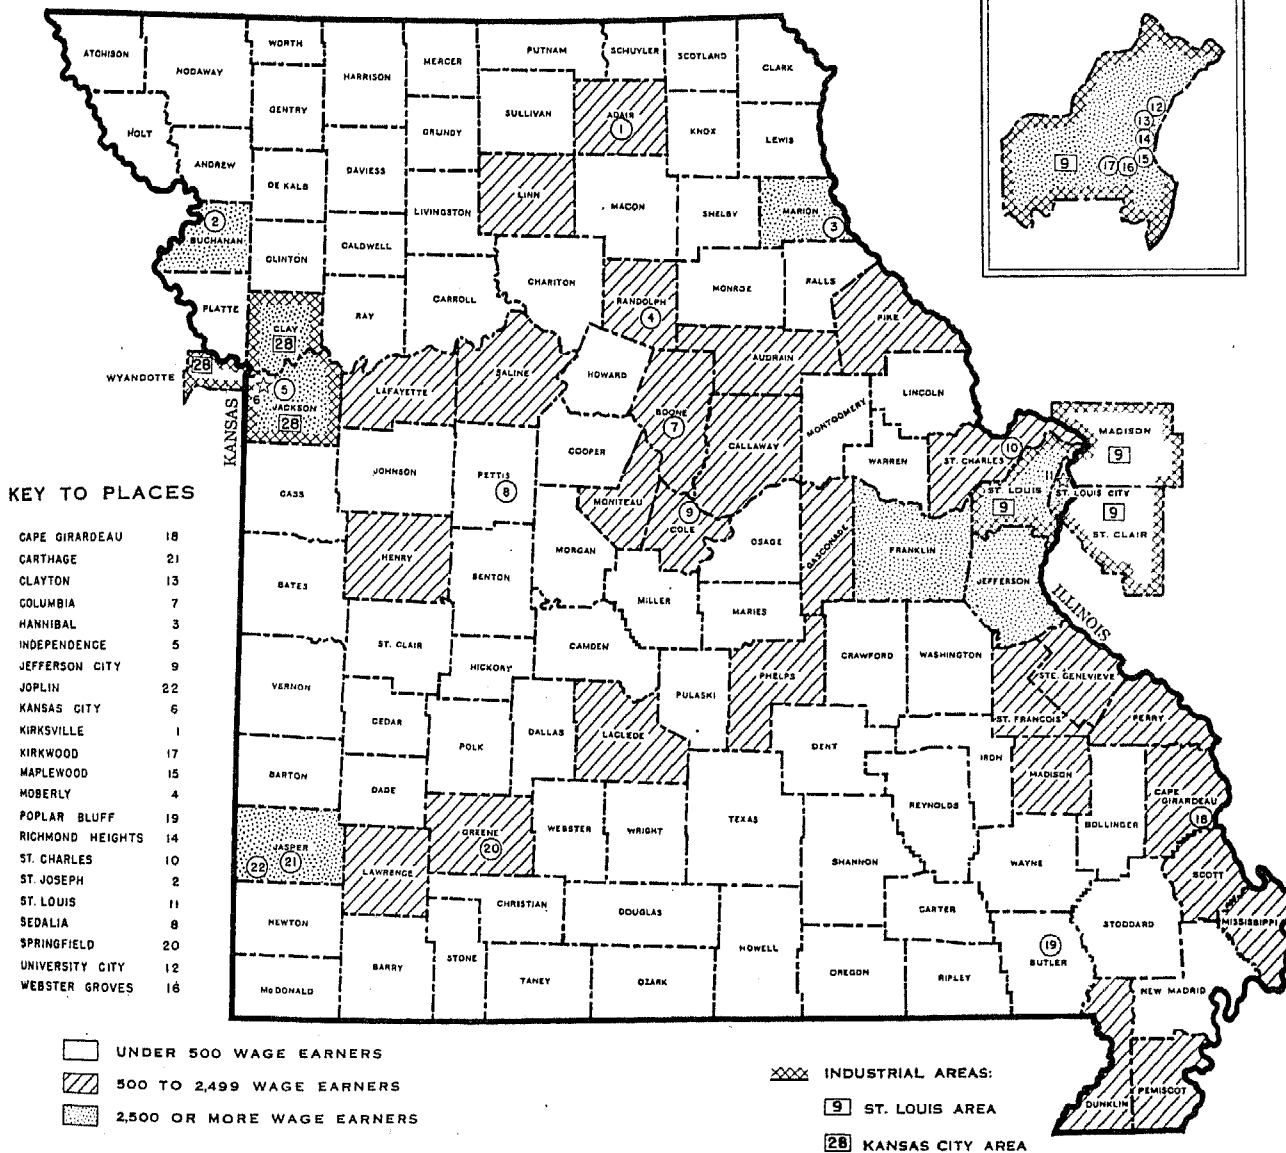 ATCHISON
NODAWAY
WORTH
HARRISON
MERCER
PUTNAM
SCHUYLER
SCOTLAND
CLARK
HOLT
GENTRY
GRUNDY
SULLIVAN
ADAIR
1
KNOX
LEWIS
ANDREW
DE KALB
DAVIESS
LIVINGSTON
LINN
MACON
SHELBY
MARION
3
2
BUCHANAN
CLINTON
CALDWELL
CHARITON
MONROE
RALLS
PLATTE
RAY
CARROLL
RANDOLPH
4
PIKE
CLAY
28
AUDRAIN
WYANDOTTE
28
6
5
JACKSON
28
LAFAYETTE
SALINE
HOWARD
BOONE
7
LINCOLN
MONTGOMERY
KANSAS
CALLAWAY
WARREN
ST. CHARLES
10
MADISON
9
JOHNSON
PETTIS
8
COOPER
CASS
MONITEAU
9
COLE
11
ST. LOUIS
9
ST. LOUIS CITY
9
ST. CLAIR
OSAGE
GASCONADE
FRANKLIN
HENRY
MORGAN
BENTON
JEFFERSON
BATES
MILLER
MARIES
ILLINOIS
ST. CLAIR
HICKORY
CAMDEN
CRAWFORD
WASHINGTON
VERNON
PULASKI
PHELPS
STE. GENEVIEVE
CEDAR
POLK
DALLAS
LACLEDE
ST. FRANCOIS
PERRY
DENT
IRON
BARTON
DADE
MADISON
CAPE
GIRARDEAU
18
TEXAS
REYNOLDS
BOLLINGER
JASPER
22
21
GREENE
20
WEBSTER
WRIGHT
LAWRENCE
SHANNON
WAYNE
SCOTT
CHRISTIAN
DOUGLAS
CARTER
STODDARD
MISSISSIPPI
NEWTON
HOWELL
BARRY
STONE
19
BUTLER
McDONALD
TANEY
OZARK
OREGON
RIPLEY
NEW MADRID
DUNKLIN
PEMISCOT
12
13
14
15
9
17
16
KEY TO PLACES
CAPE GIRARDEAU 18
CARTHAGE 21
CLAYTON 13
COLUMBIA 7
HANNIBAL 3
INDEPENDENCE 5
JEFFERSON CITY 9
JOPLIN 22
KANSAS CITY 6
KIRKSVILLE 1
KIRKWOOD 17
MAPLEWOOD 15
MOBERLY 4
POPLAR BLUFF 19
RICHMOND HEIGHTS 14
ST. CHARLES 10
ST. JOSEPH 2
ST. LOUIS 11
SEDALIA 8
SPRINGFIELD 20
UNIVERSITY CITY 12
WEBSTER GROVES 16
UNDER 500 WAGE EARNERS
500 TO 2,499 WAGE EARNERS
2,500 OR MORE WAGE EARNERS
INDUSTRIAL AREAS:
9 ST. LOUIS AREA
28 KANSAS CITY AREA